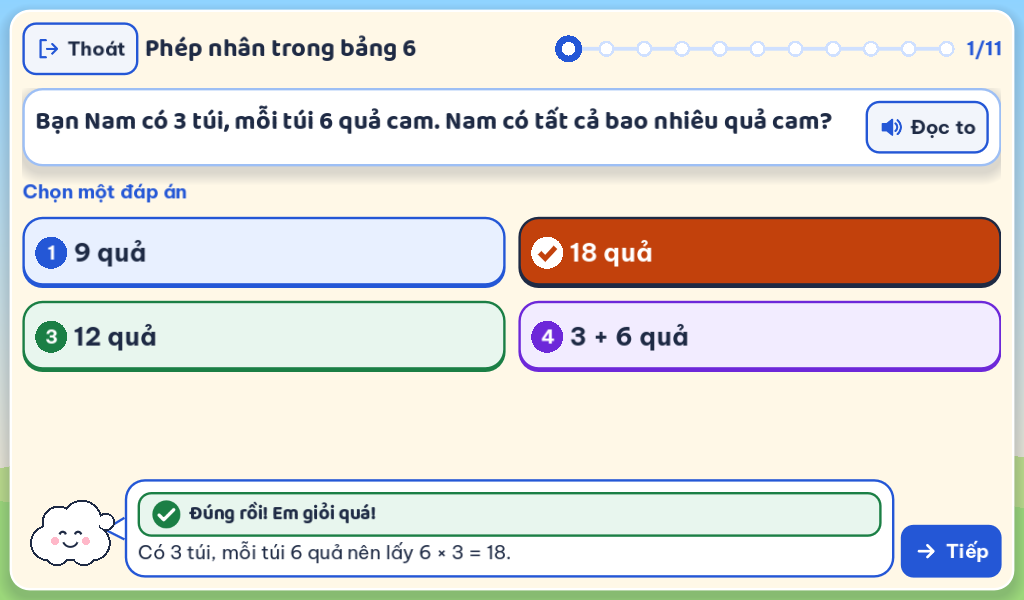 Thoát
Phép nhân trong bảng 6
1/11
Bạn Nam có 3 túi, mỗi túi 6 quả cam. Nam có tất cả bao nhiêu quả cam?
Đọc to
Chọn một đáp án
1 9 quả
18 quả
3 12 quả
4 3 + 6 quả
Đúng rồi! Em giỏi quá!
Có 3 túi, mỗi túi 6 quả nên lấy 6 × 3 = 18.
Tiếp